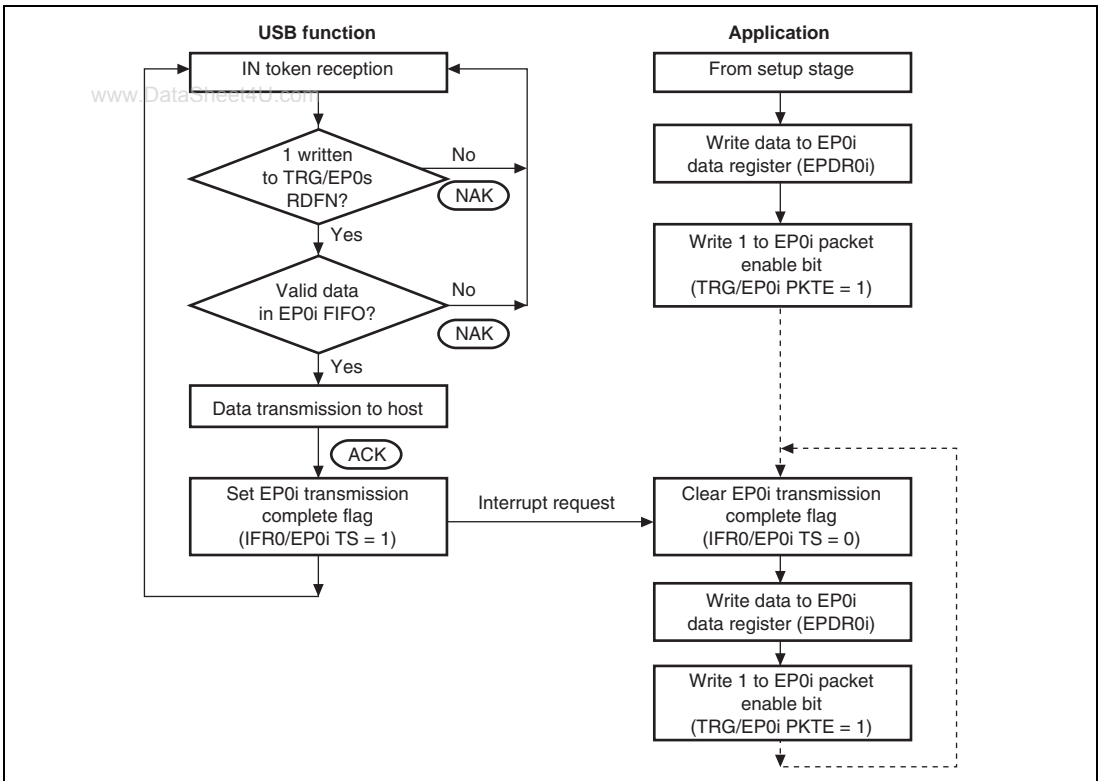 USB function
IN token reception
www.DataSheet4U.com
1 written
to TRG/EP0s
RDFN?
No
NAK
Yes
Valid data
in EP0i FIFO?
No
NAK
Yes
Data transmission to host
ACK
Set EP0i transmission
complete flag
(IFR0/EP0i TS = 1)
Interrupt request
Application
From setup stage
Write data to EP0i
data register (EPDR0i)
Write 1 to EP0i packet
enable bit
(TRG/EP0i PKTE = 1)
Clear EP0i transmission
complete flag
(IFR0/EP0i TS = 0)
Write data to EP0i
data register (EPDR0i)
Write 1 to EP0i packet
enable bit
(TRG/EP0i PKTE = 1)